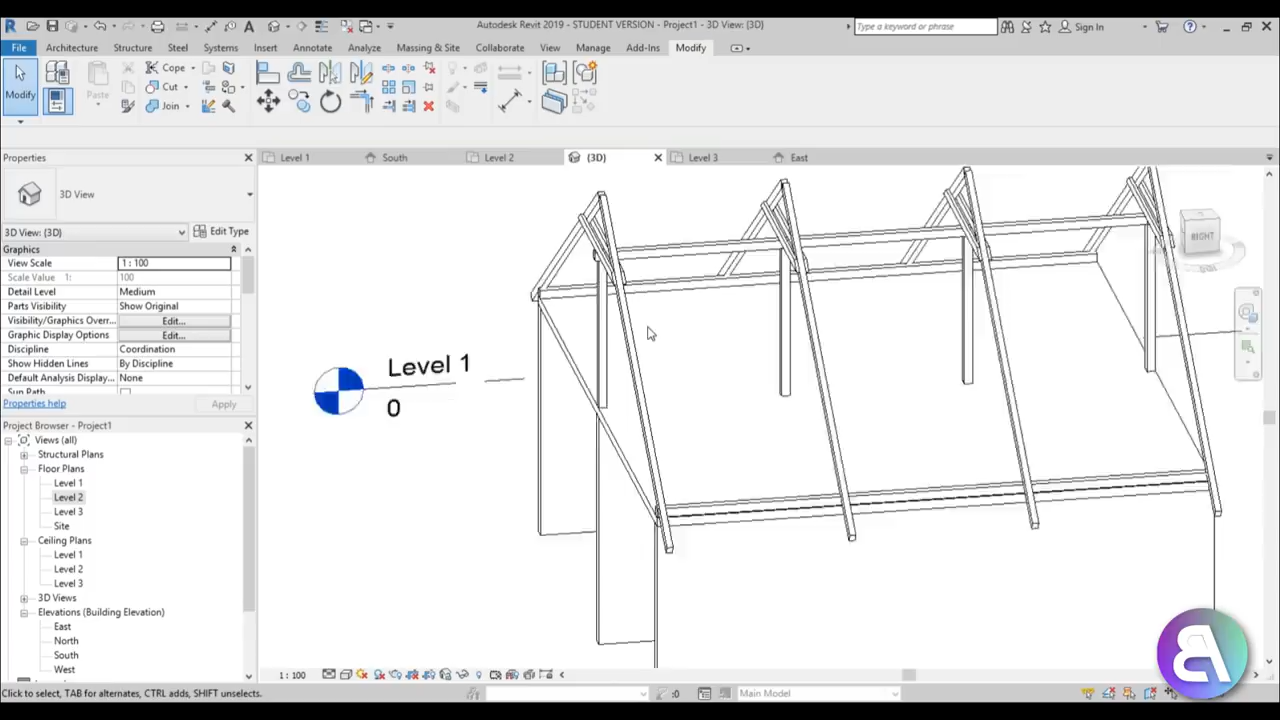 Autodesk Revit 2019 - STUDENT VERSION - Project1 - 3D View: {3D}
Type a keyword or phrase
Sign In
File Architecture Structure Steel Systems Insert Annotate Analyze Massing & Site Collaborate View Manage Add-Ins Modify
Modify
Paste
Cope
Cut
Join
Properties
Level 1 South Level 2 {3D} Level 3 East
3D View
3D View: {3D} Edit Type
Graphics
View Scale 1 : 100
Scale Value 1: 100
Detail Level Medium
Parts Visibility Show Original
Visibility/Graphics Overr... Edit...
Graphic Display Options Edit...
Discipline Coordination
Show Hidden Lines By Discipline
Default Analysis Display... None
Sun Path
Properties help Apply
Project Browser - Project1
Views (all)
Structural Plans
Floor Plans
Level 1
Level 2
Level 3
Site
Ceiling Plans
Level 1
Level 2
Level 3
3D Views
Elevations (Building Elevation)
East
North
South
West
Level 1
0
RIGHT
1 : 100
Click to select, TAB for alternates, CTRL adds, SHIFT unselects.
:0
Main Model